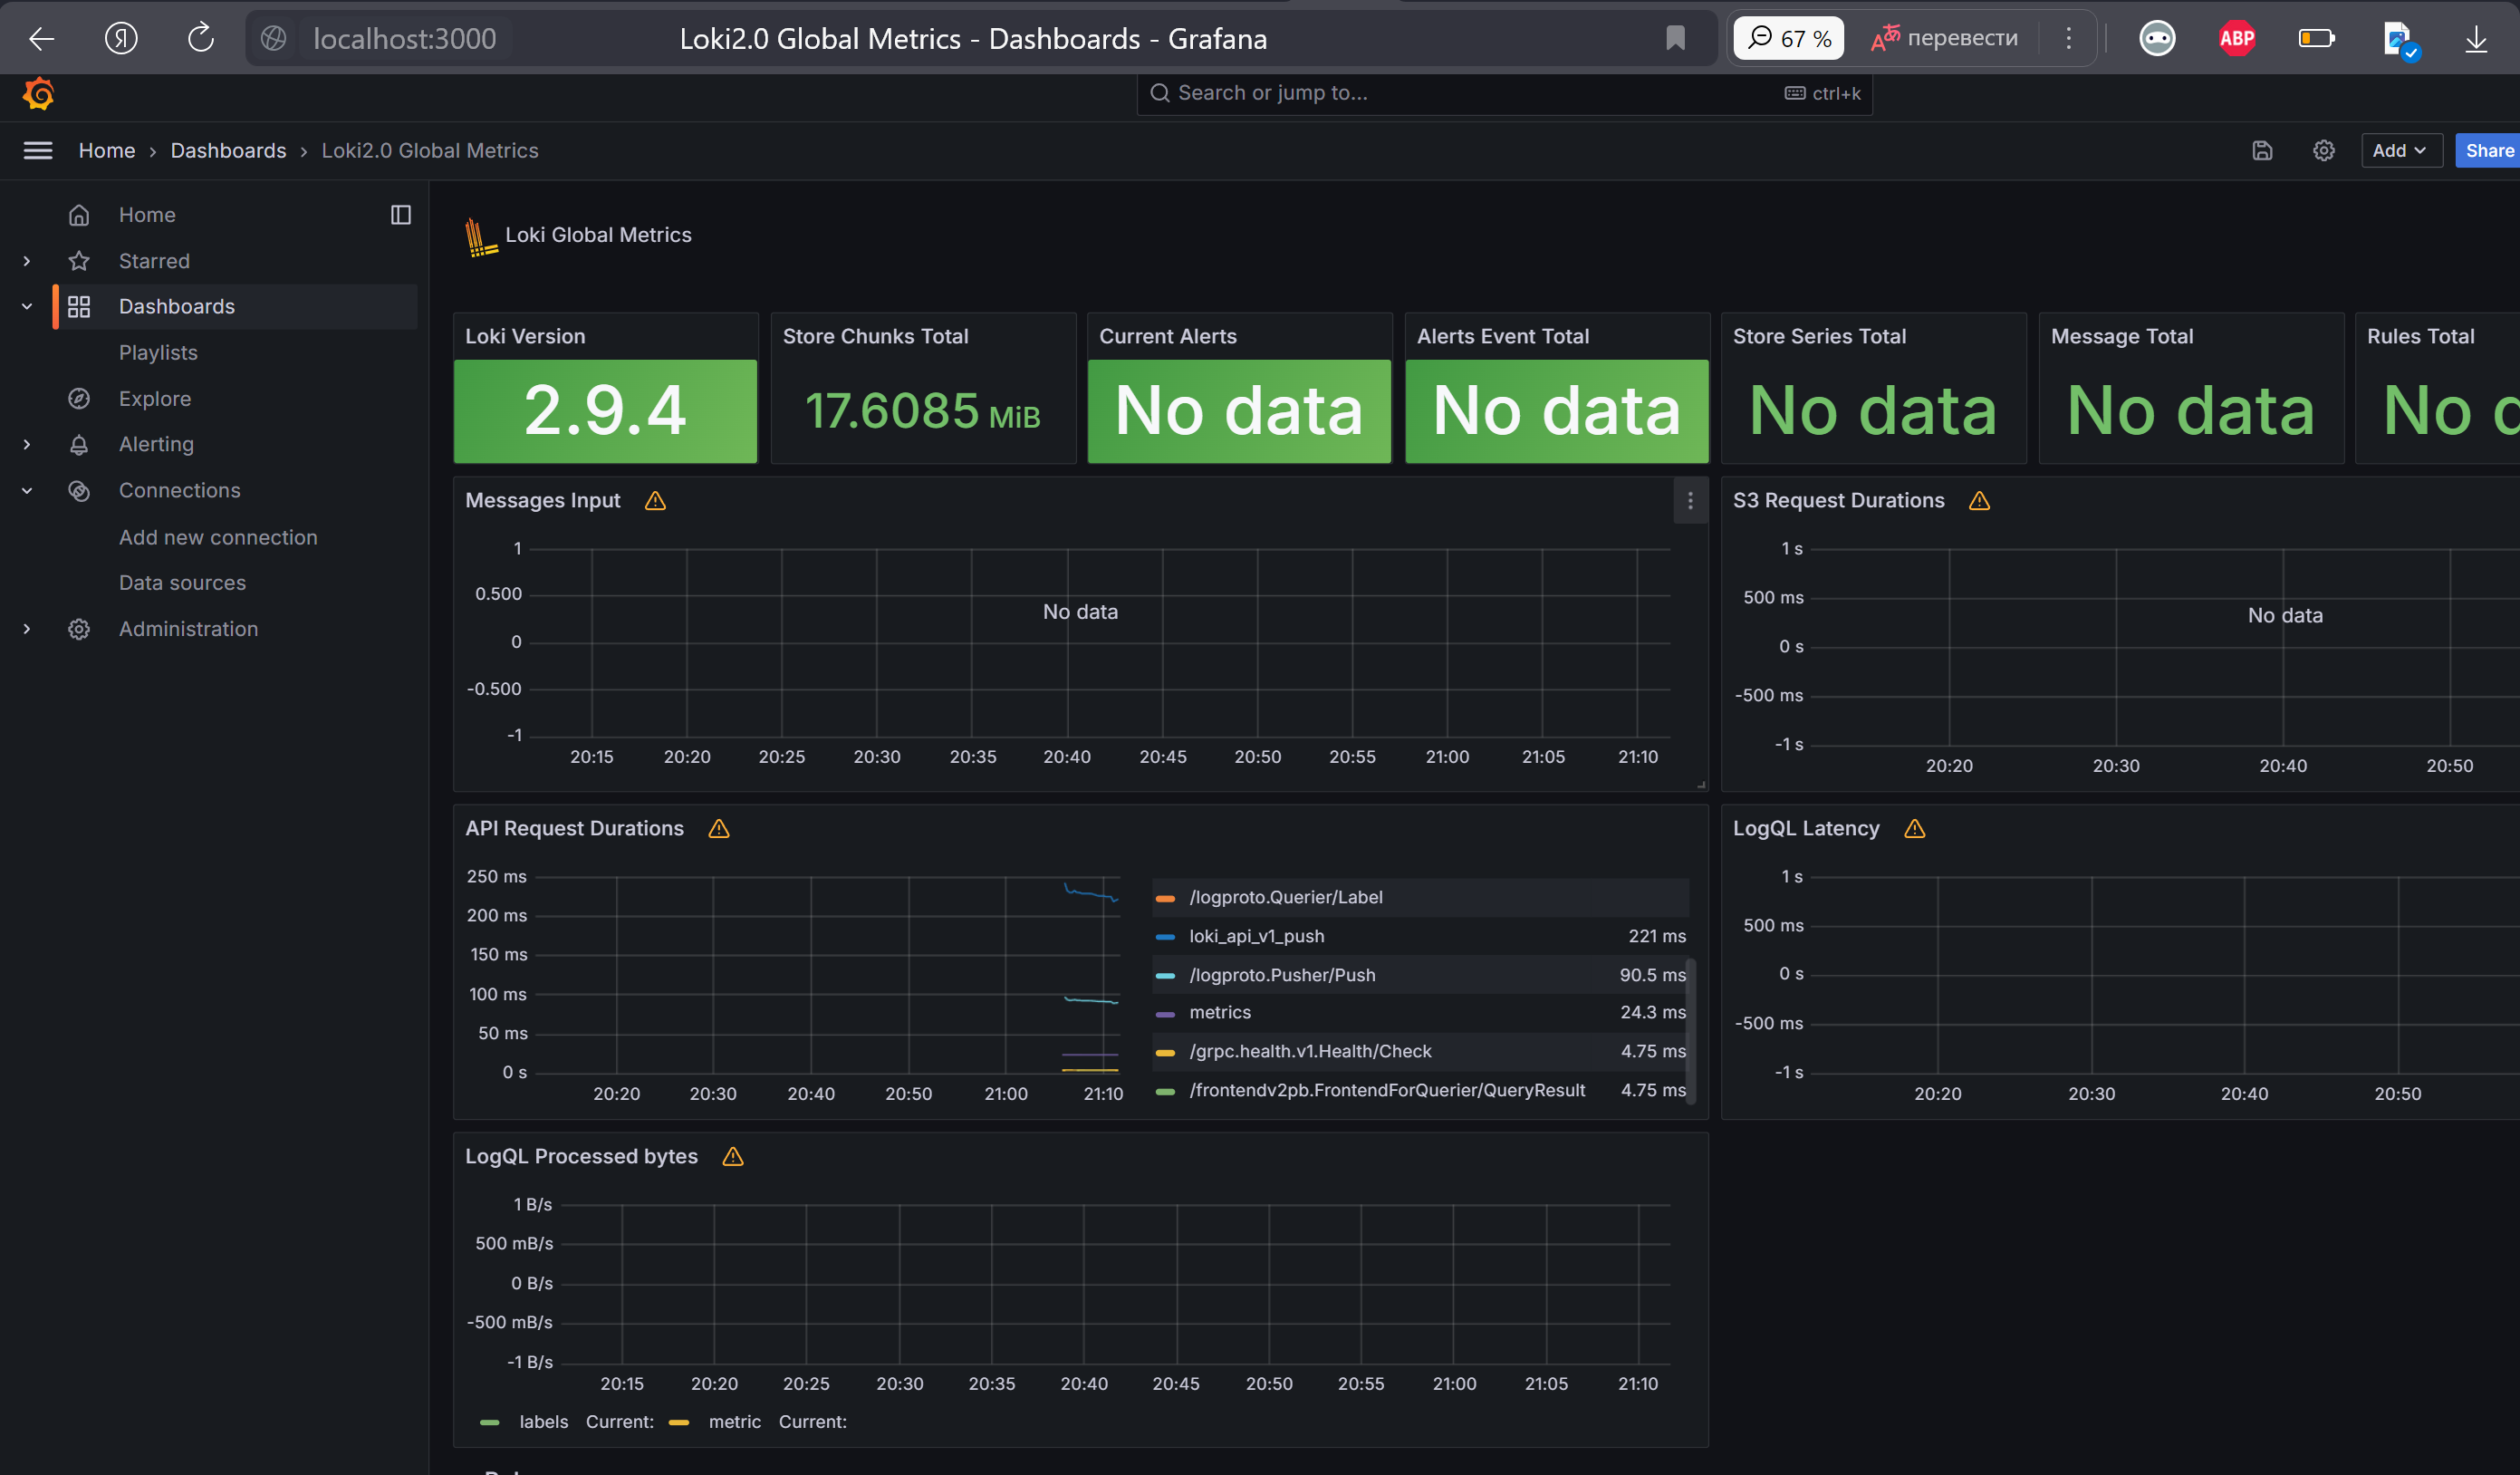 localhost:3000
Loki2.0 Global Metrics - Dashboards - Grafana
67 %
перевести
ABP
Search or jump to...
ctrl+k
Home › Dashboards › Loki2.0 Global Metrics
Add
Share
Home
Starred
Dashboards
Playlists
Explore
Alerting
Connections
Add new connection
Data sources
Administration
Loki Global Metrics
Loki Version
2.9.4
Store Chunks Total
17.6085 MiB
Current Alerts
No data
Alerts Event Total
No data
Store Series Total
No data
Message Total
No data
Rules Total
No
Messages Input
1
0.500
0
-0.500
-1
No data
20:15 20:20 20:25 20:30 20:35 20:40 20:45 20:50 20:55 21:00 21:05 21:10
S3 Request Durations
1 s
500 ms
0 s
-500 ms
-1 s
No data
20:20 20:30 20:40 20:50
API Request Durations
250 ms
200 ms
150 ms
100 ms
50 ms
0 s
20:20 20:30 20:40 20:50 21:00 21:10
/logproto.Querier/Label
loki_api_v1_push 221 ms
/logproto.Pusher/Push 90.5 ms
metrics 24.3 ms
/grpc.health.v1.Health/Check 4.75 ms
/frontendv2pb.FrontendForQuerier/QueryResult 4.75 ms
LogQL Latency
1 s
500 ms
0 s
-500 ms
-1 s
20:20 20:30 20:40 20:50
LogQL Processed bytes
1 B/s
500 mB/s
0 B/s
-500 mB/s
-1 B/s
20:15 20:20 20:25 20:30 20:35 20:40 20:45 20:50 20:55 21:00 21:05 21:10
labels Current: metric Current: